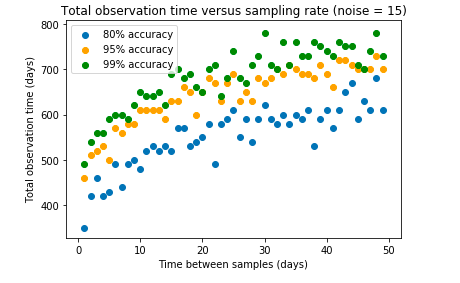 Total observation time versus sampling rate (noise = 15)
800
700
600
500
400
Total observation time (days)
80% accuracy
95% accuracy
99% accuracy
0
10
20
30
40
50
Time between samples (days)